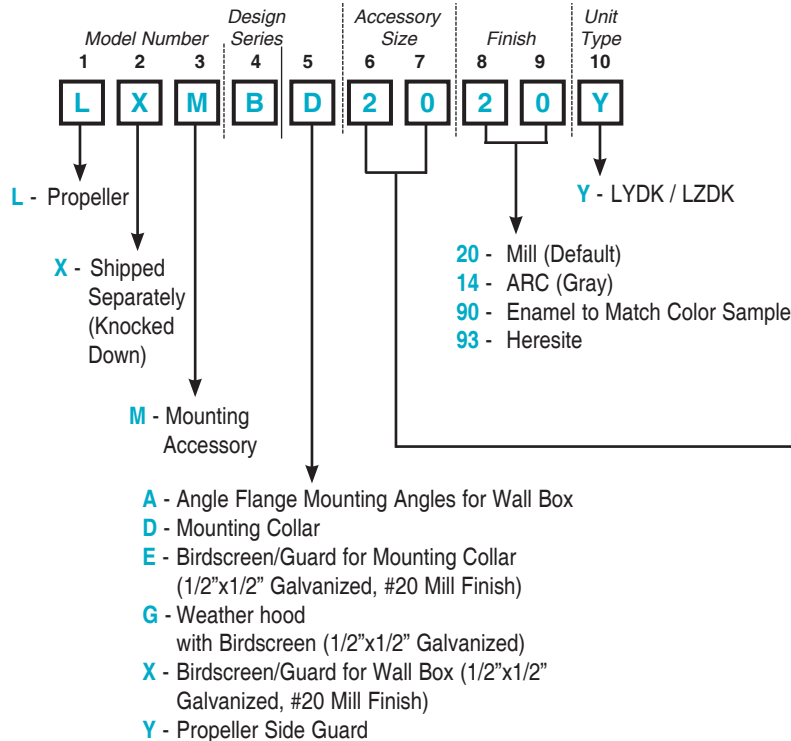 Design Accessory Unit
Model Number Series Size Finish Type
1 2 3 4 5 6 7 8 9 10
L X M B D 2 0 2 0 Y
L - Propeller
Y - LYDK / LZDK
X - Shipped
Separately
(Knocked
Down)
20 - Mill (Default)
14 - ARC (Gray)
90 - Enamel to Match Color Sample
93 - Heresite
M - Mounting
Accessory
A - Angle Flange Mounting Angles for Wall Box
D - Mounting Collar
E - Birdscreen/Guard for Mounting Collar
(1/2”x1/2” Galvanized, #20 Mill Finish)
G - Weather hood
with Birdscreen (1/2”x1/2” Galvanized)
X - Birdscreen/Guard for Wall Box (1/2”x1/2”
Galvanized, #20 Mill Finish)
Y - Propeller Side Guard